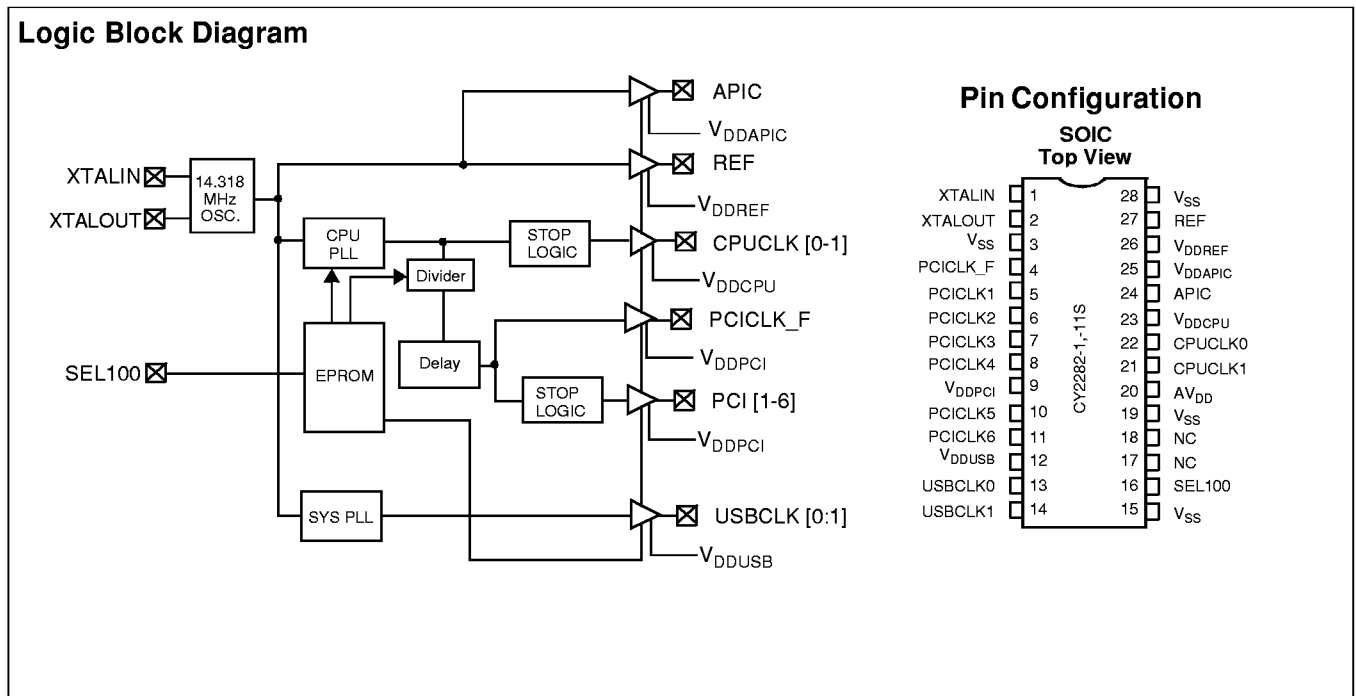 Logic Block Diagram
APIC
VDDAPIC
XTALIN
XTALOUT
14.318
MHz
OSC.
REF
VDDREF
CPU
PLL
STOP
LOGIC
CPUCLK [0-1]
Divider
VDDCPU
PCICLK_F
SEL100
EPROM
Delay
VDDPCI
STOP
LOGIC
PCI [1-6]
VDDPCI
SYS PLL
USBCLK [0:1]
VDDUSB
Pin Configuration
SOIC
Top View
XTALIN 1 28 VSS
XTALOUT 2 27 REF
VSS 3 26 VDDREF
PCICLK_F 4 25 VDDAPIC
PCICLK1 5 24 APIC
PCICLK2 6 23 VDDCPU
PCICLK3 7 22 CPUCLK0
PCICLK4 8 21 CPUCLK1
VDDPCI 9 20 AVDD
PCICLK5 10 19 VSS
PCICLK6 11 18 NC
VDDUSB 12 17 NC
USBCLK0 13 16 SEL100
USBCLK1 14 15 VSS
CY2282-1,-11S